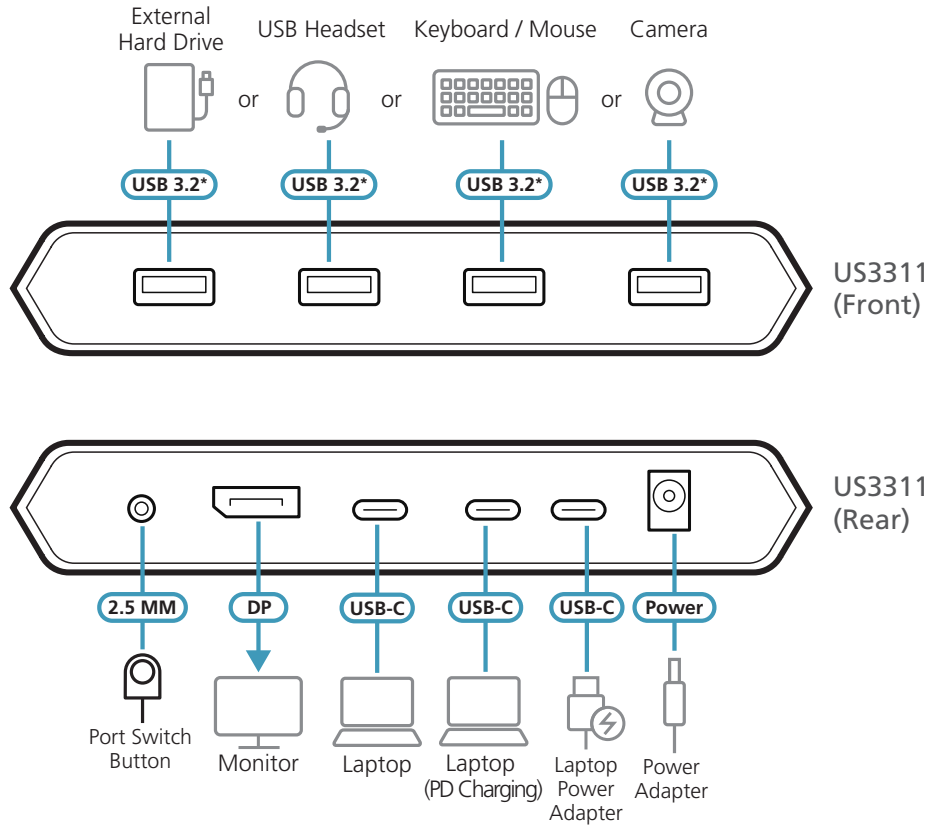 External
Hard Drive
USB Headset
Keyboard / Mouse
Camera
or
or
or
USB 3.2*
USB 3.2*
USB 3.2*
USB 3.2*
US3311
(Front)
US3311
(Rear)
2.5 MM
DP
USB-C
USB-C
USB-C
Power
Port Switch
Button
Monitor
Laptop
Laptop
(PD Charging)
Laptop
Power
Adapter
Power
Adapter